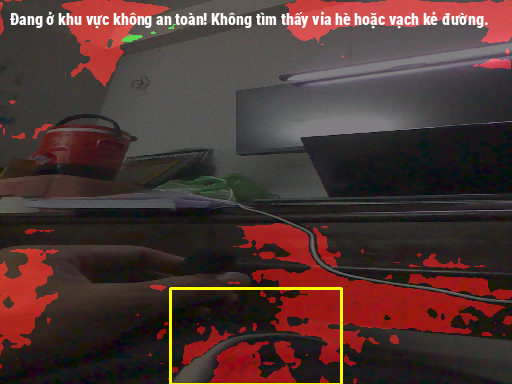 Đang ở khu vực không an toàn! Không tìm thấy vỉa hè hoặc vạch kẻ đường.